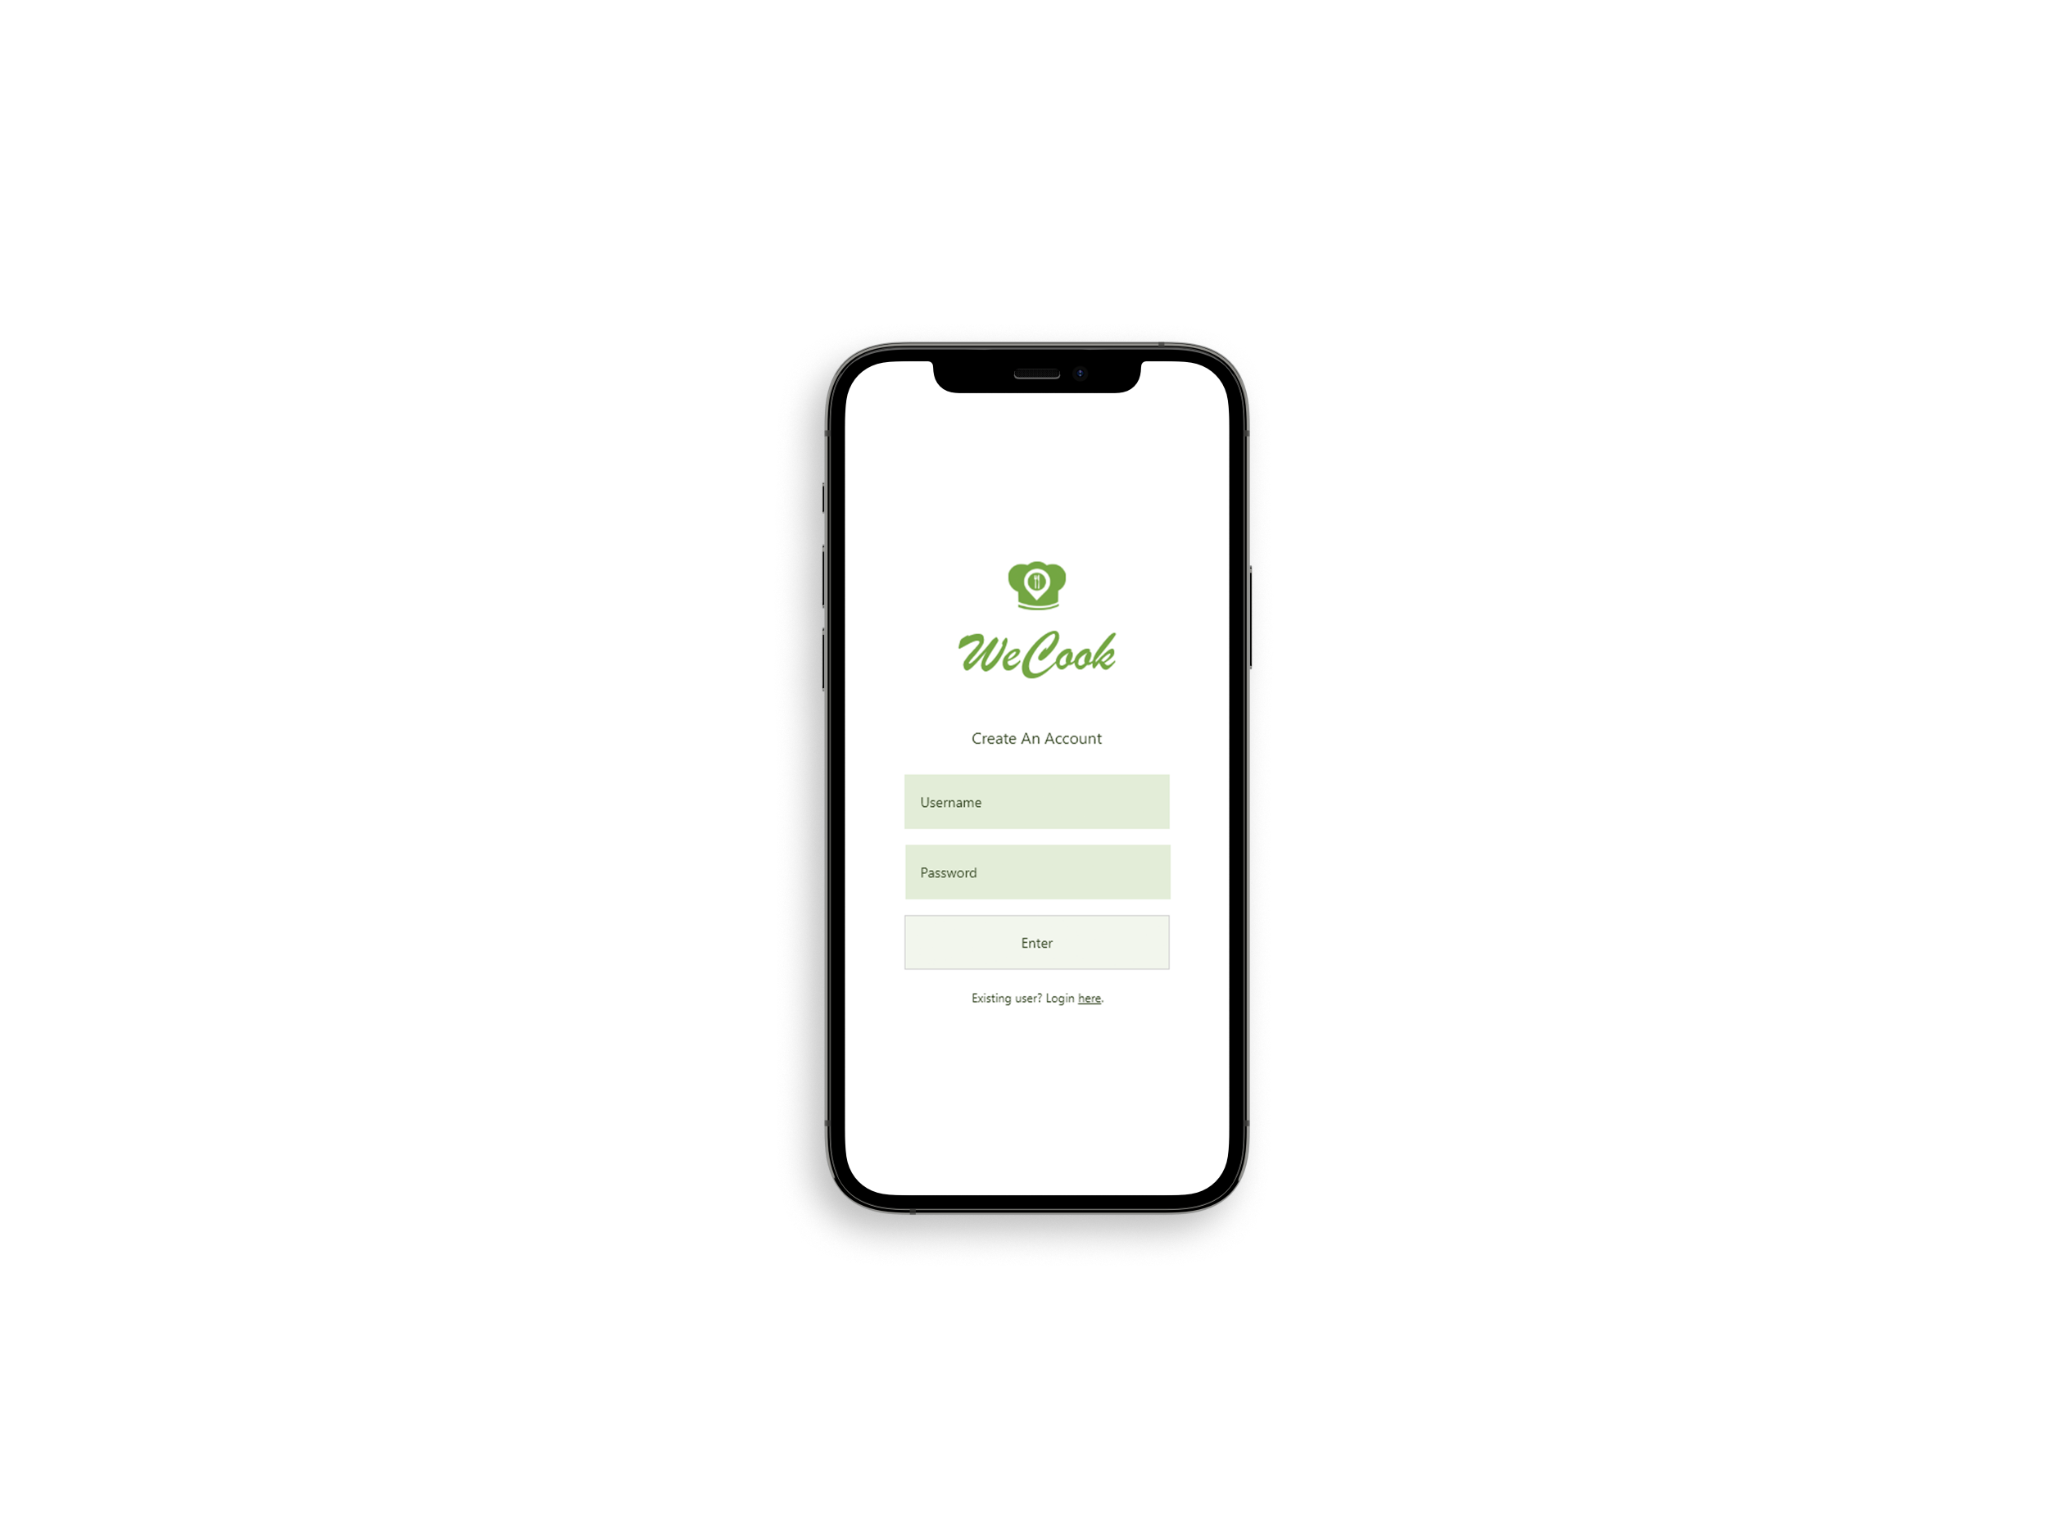 WeCook
Create An Account
Username
Password
Enter
Existing user? Login here.